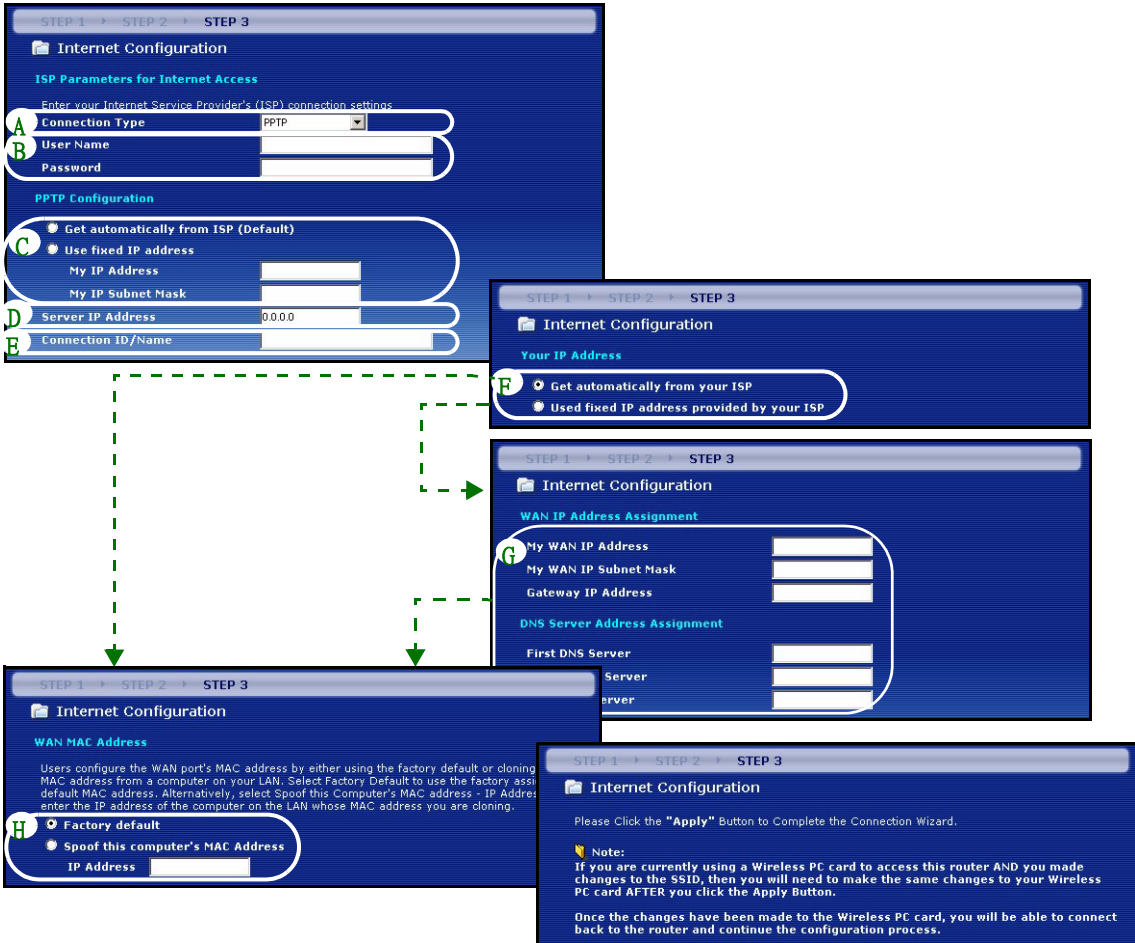 STEP 1 STEP 2 STEP 3
Internet Configuration
ISP Parameters for Internet Access
Enter your Internet Service Provider's (ISP) connection settings
A
Connection Type PPTP
B
User Name
Password
PPTP Configuration
C
Get automatically from ISP (Default)
Use fixed IP address
My IP Address
My IP Subnet Mask
D
Server IP Address 0.0.0.0
E
Connection ID/Name
STEP 1 STEP 2 STEP 3
Internet Configuration
Your IP Address
F
Get automatically from your ISP
Used fixed IP address provided by your ISP
STEP 1 STEP 2 STEP 3
Internet Configuration
WAN IP Address Assignment
G
My WAN IP Address
My WAN IP Subnet Mask
Gateway IP Address
DNS Server Address Assignment
First DNS Server
Server
erver
STEP 1 STEP 2 STEP 3
Internet Configuration
WAN MAC Address
Users configure the WAN port's MAC address by either using the factory default or cloning
MAC address from a computer on your LAN. Select Factory Default to use the factory assi
default MAC address. Alternatively, select Spoof this Computer's MAC address - IP Addres
enter the IP address of the computer on the LAN whose MAC address you are cloning.
H
Factory default
Spoof this computer's MAC Address
IP Address
STEP 1 STEP 2 STEP 3
Internet Configuration
Please Click the "Apply" Button to Complete the Connection Wizard.
Note:
If you are currently using a Wireless PC card to access this router AND you made
changes to the SSID, then you will need to make the same changes to your Wireless
PC card AFTER you click the Apply Button.
Once the changes have been made to the Wireless PC card, you will be able to connect
back to the router and continue the configuration process.